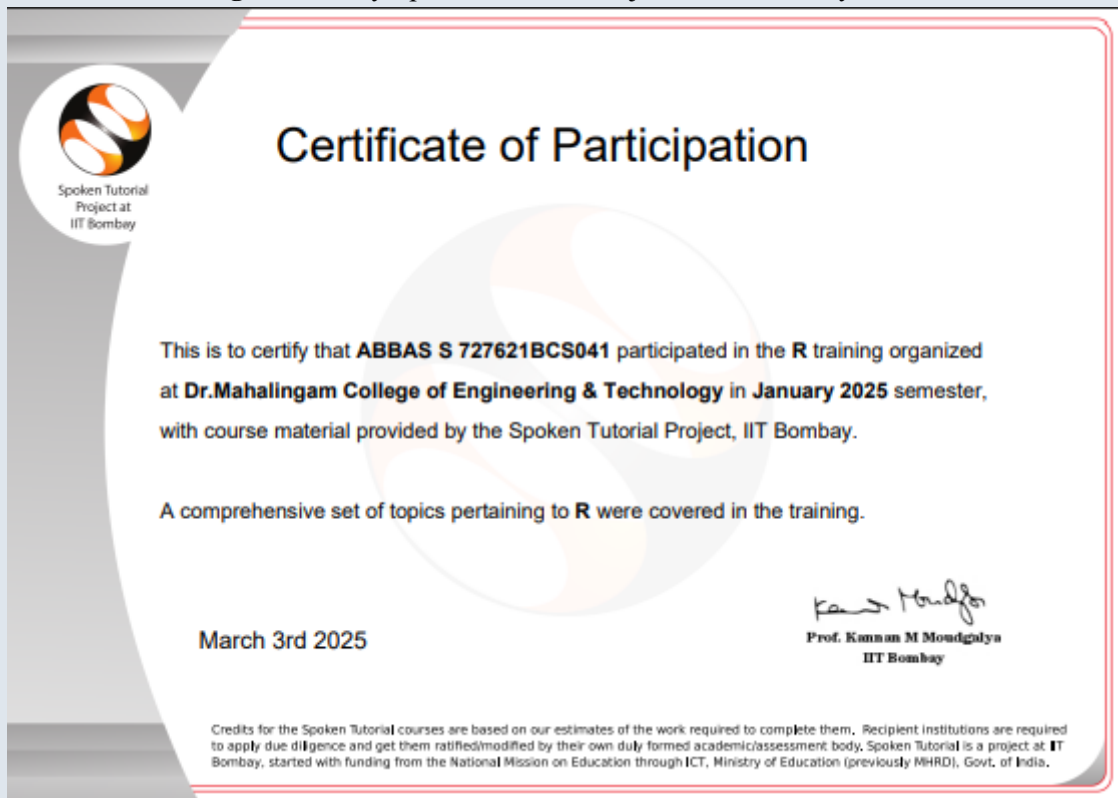 Spoken Tutorial
Project at
IIT Bombay
Certificate of Participation
This is to certify that ABBAS S 727621BCS041 participated in the R training organized
at Dr.Mahalingam College of Engineering & Technology in January 2025 semester,
with course material provided by the Spoken Tutorial Project, IIT Bombay.
A comprehensive set of topics pertaining to R were covered in the training.
March 3rd 2025
Prof. Kannan M Moudgalya
IIT Bombay
Credits for the Spoken Tutorial courses are based on our estimates of the work required to complete them. Recipient institutions are required
to apply due diligence and get them ratified/modified by their own duly formed academic/assessment body. Spoken Tutorial is a project at IIT
Bombay, started with funding from the National Mission on Education through ICT, Ministry of Education (previously MHRD), Govt. of India.